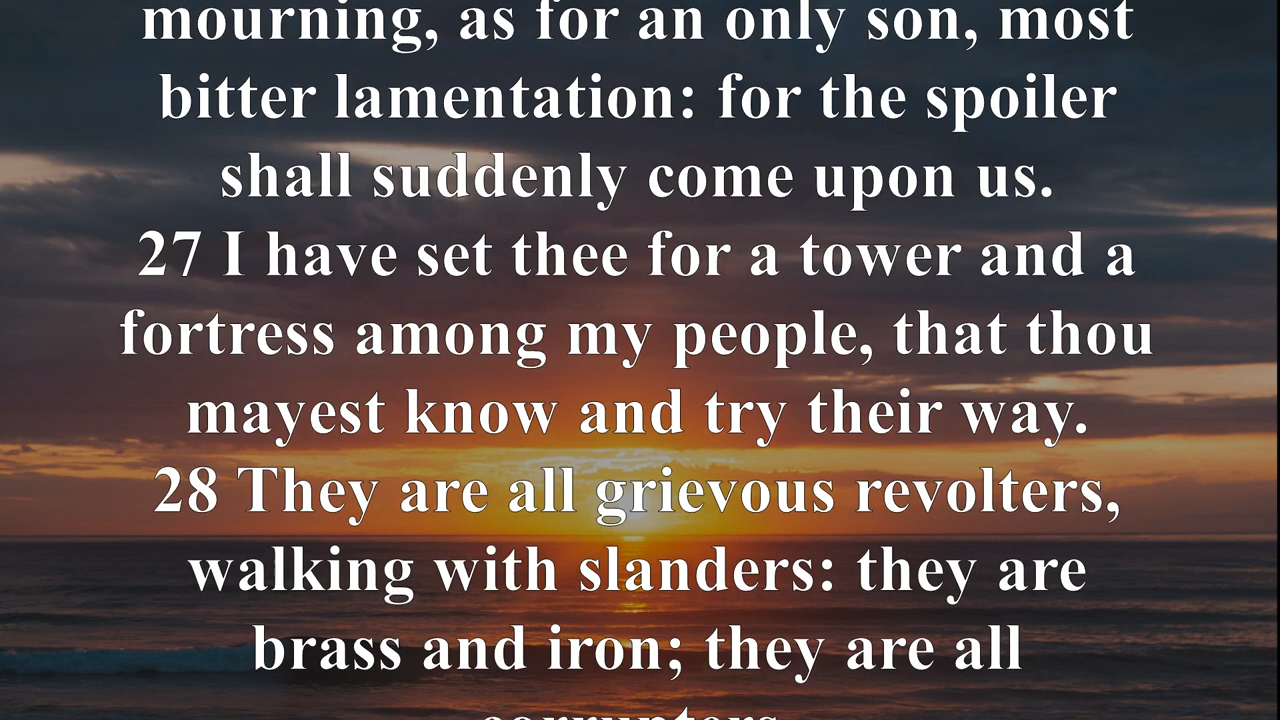 mourning, as for an only son, most
bitter lamentation: for the spoiler
shall suddenly come upon us.
27 I have set thee for a tower and a
fortress among my people, that thou
mayest know and try their way.
28 They are all grievous revolters,
walking with slanders: they are
brass and iron; they are all